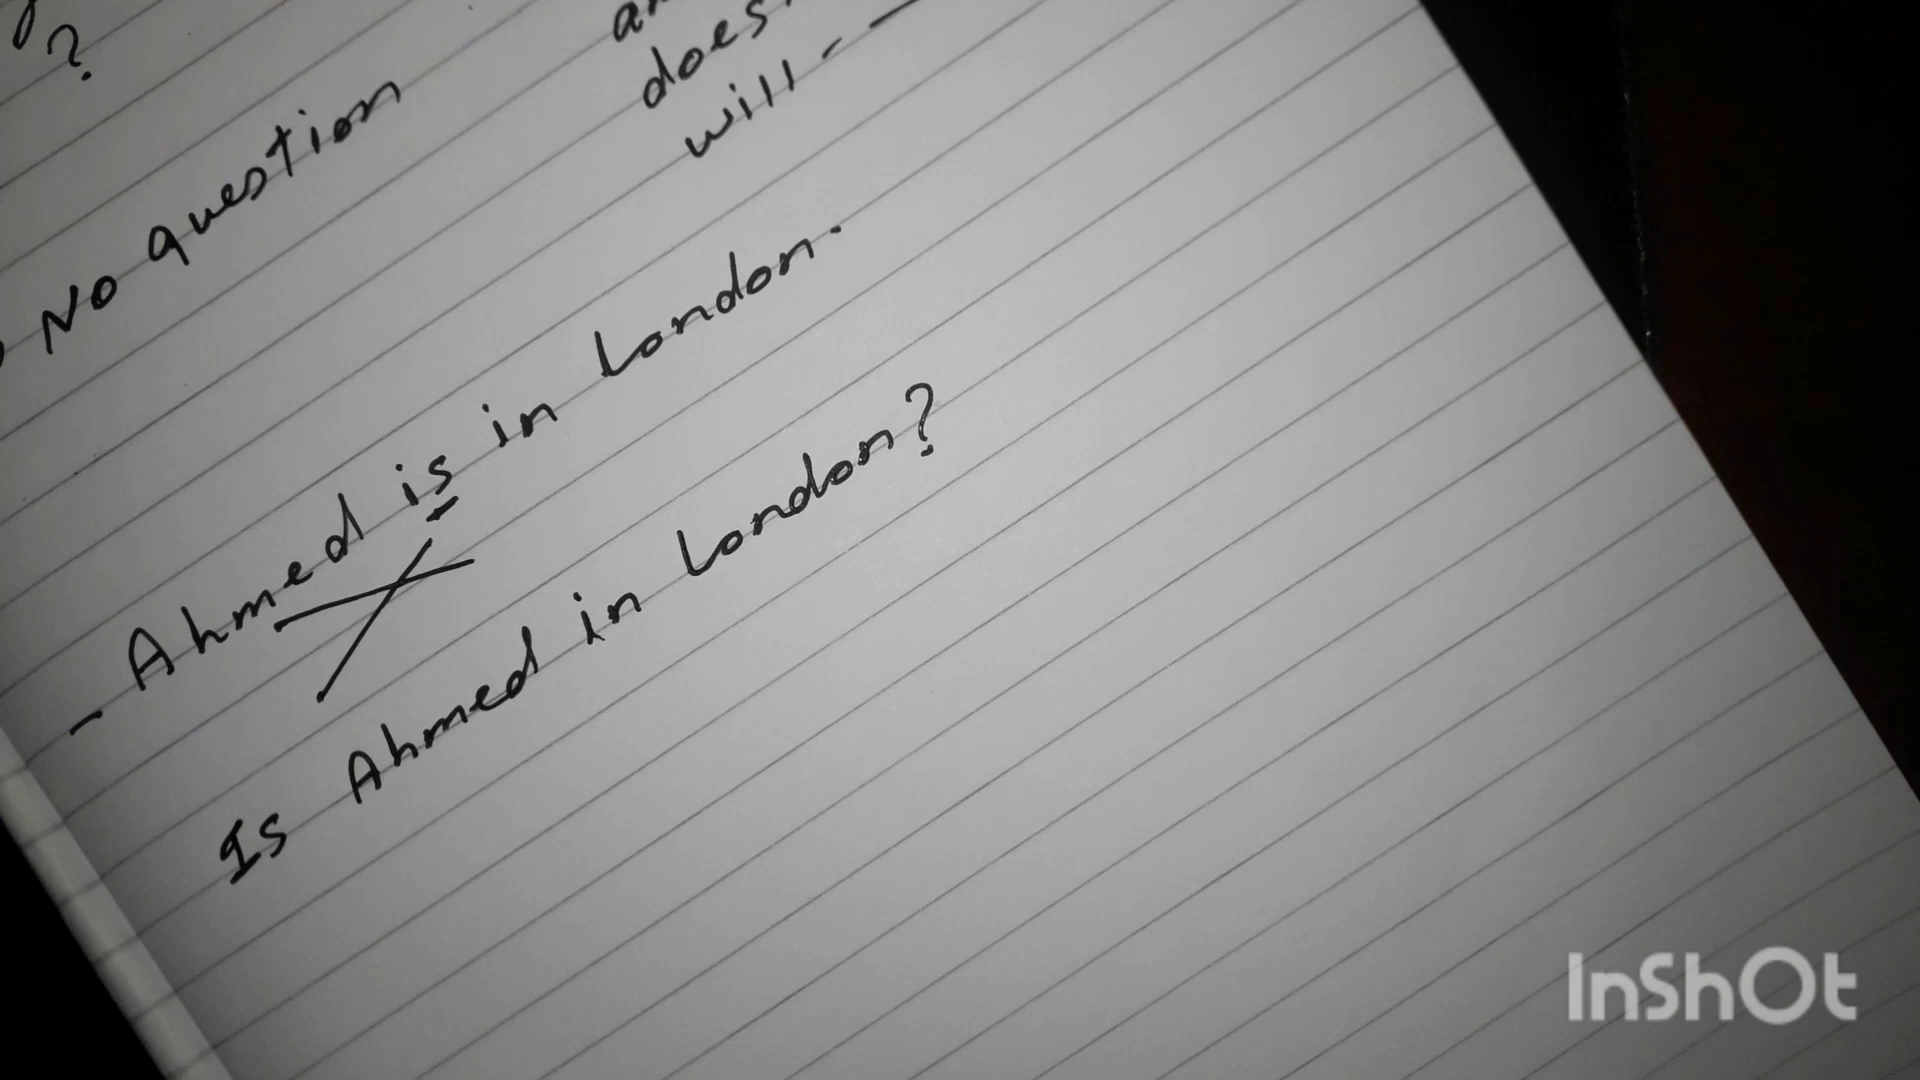 ?
does
will - -
No question
- Ahmed is in London.
Is Ahmed in London?
InShOt